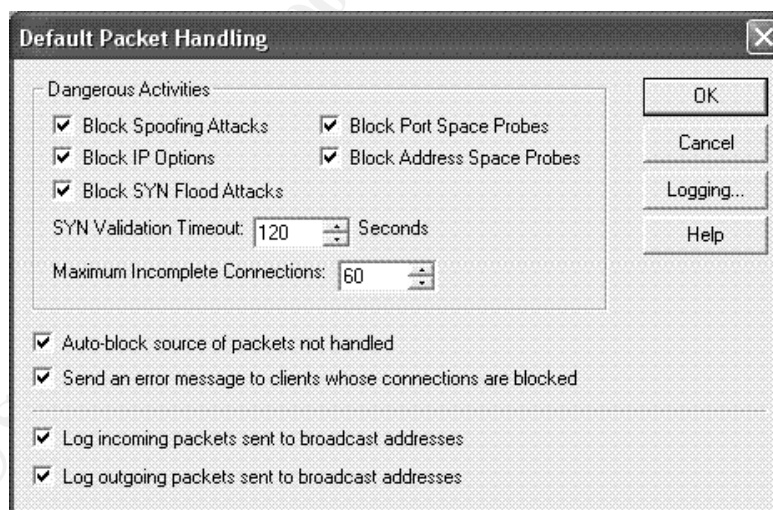 Default Packet Handling
Dangerous Activities
Block Spoofing Attacks
Block Port Space Probes
Block IP Options
Block Address Space Probes
Block SYN Flood Attacks
SYN Validation Timeout: 120 Seconds
Maximum Incomplete Connections: 60
Auto-block source of packets not handled
Send an error message to clients whose connections are blocked
Log incoming packets sent to broadcast addresses
Log outgoing packets sent to broadcast addresses
OK
Cancel
Logging...
Help